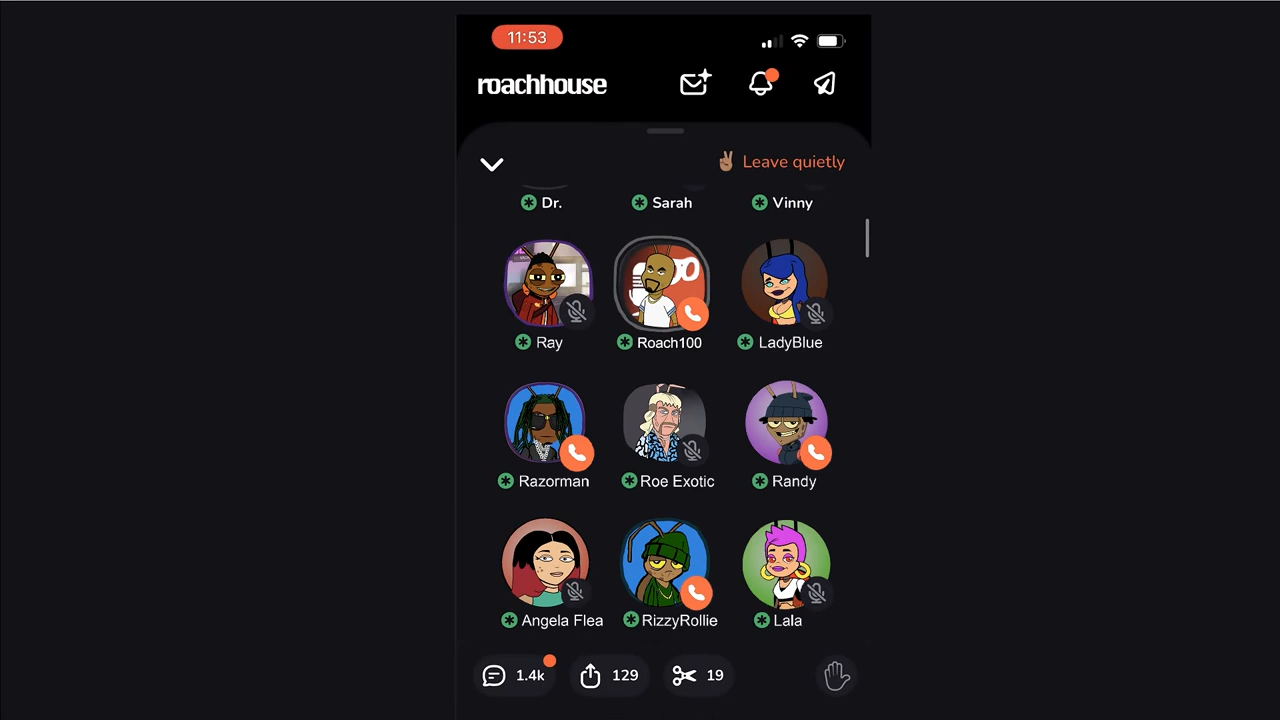 11:53
roachhouse
Leave quietly
Dr. Sarah Vinny
Ray Roach100 LadyBlue
Razorman Roe Exotic Randy
Angela Flea RizzyRollie Lala
1.4k 129 19